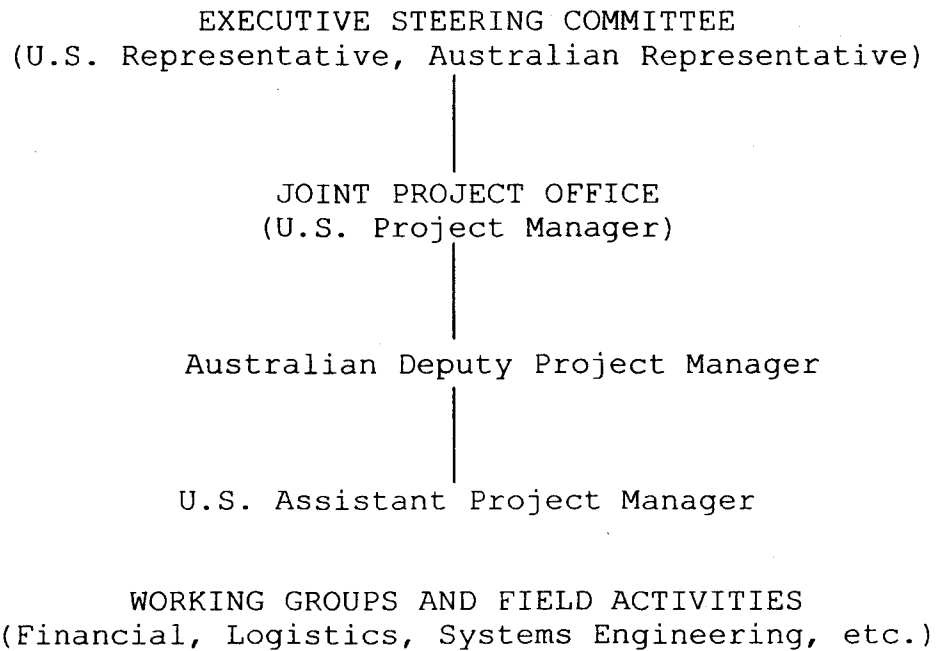 EXECUTIVE STEERING COMMITTEE
(U.S. Representative, Australian Representative)
JOINT PROJECT OFFICE
(U.S. Project Manager)
Australian Deputy Project Manager
U.S. Assistant Project Manager
WORKING GROUPS AND FIELD ACTIVITIES
(Financial, Logistics, Systems Engineering, etc.)